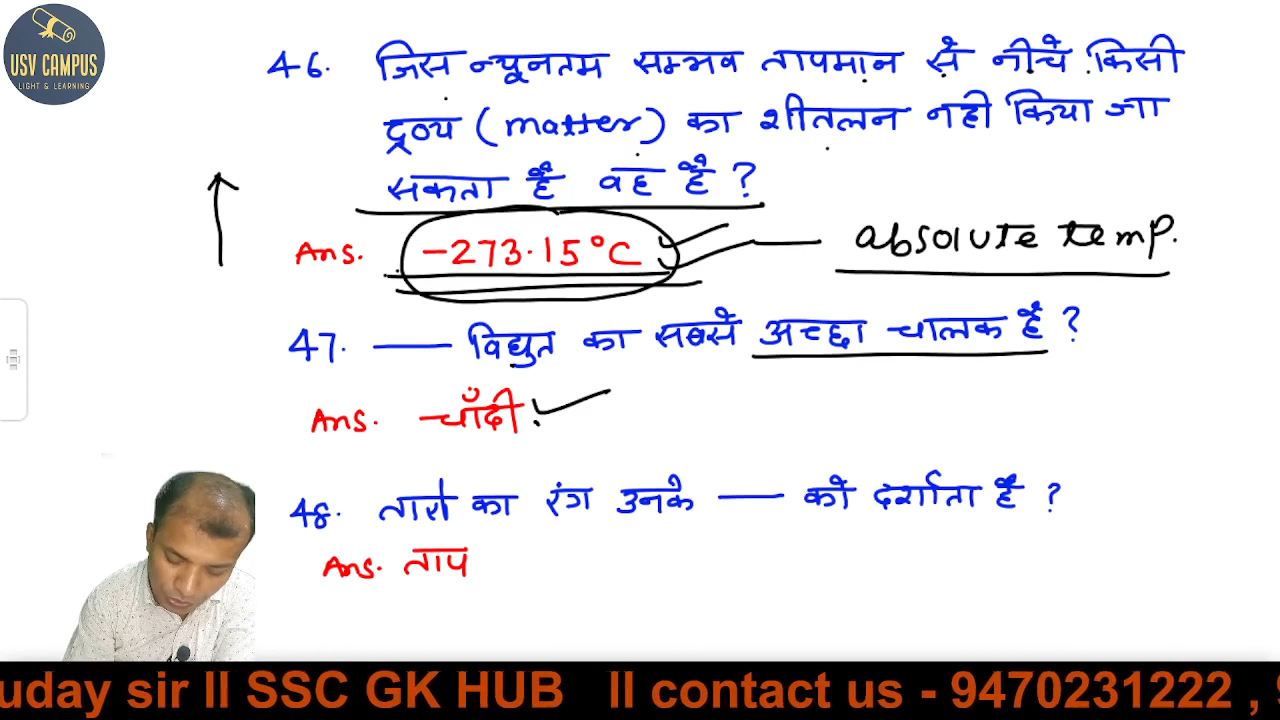 USV CAMPUS
LIGHT & LEARNING
46. जिस न्यूनतम सम्भव तापमान से नीचे किसी
द्रव्य (matter) का शीतलन नही किया जा
सकता है वह है ?
Ans. -273.15°C absolute temp.
47. —— विद्युत का सबसे अच्छा चालक है ?
Ans. चाँदी.
48. तारों का रंग उनके —— को दर्शाता है ?
Ans. ताप
uday sir ll SSC GK HUB ll contact us - 9470231222 , 9